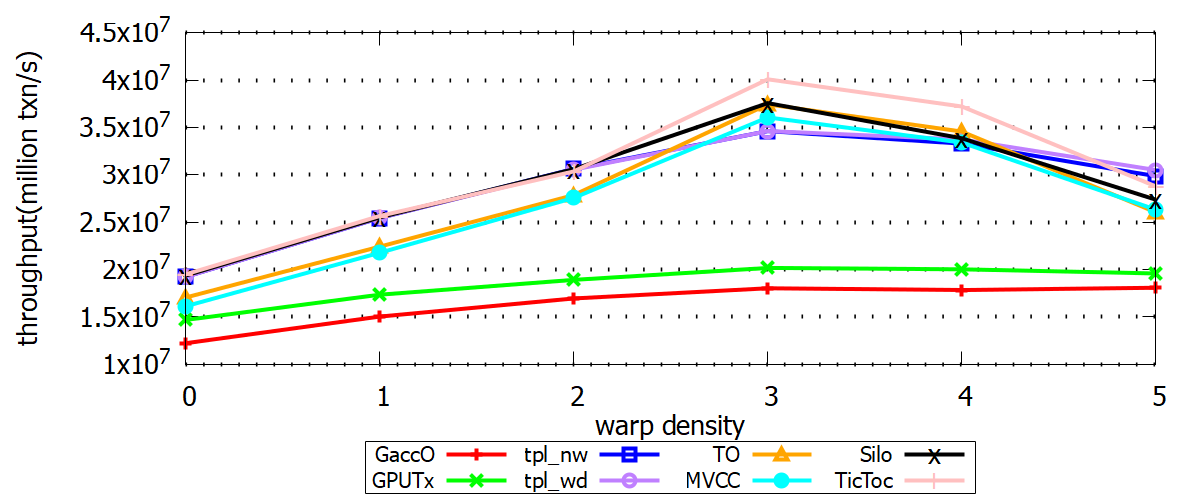 4.5x10⁷
4x10⁷
3.5x10⁷
3x10⁷
2.5x10⁷
2x10⁷
1.5x10⁷
1x10⁷
throughput(million txn/s)
0 1 2 3 4 5
warp density
GaccO tpl_nw TO Silo
GPUTx tpl_wd MVCC TicToc